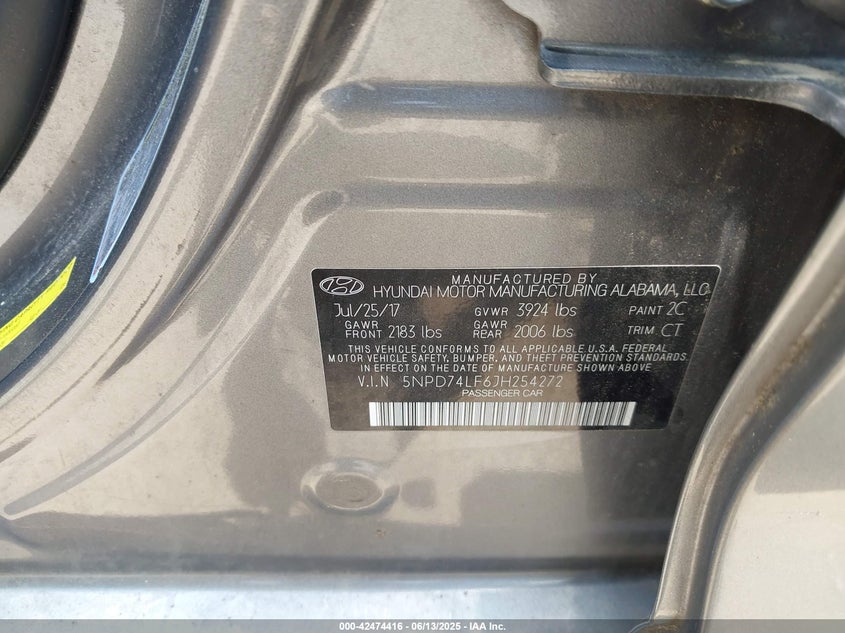 MANUFACTURED BY
HYUNDAI MOTOR MANUFACTURING ALABAMA, LLC
Jul/25/17 GVWR 3924 lbs PAINT 2C
GAWR FRONT 2183 lbs GAWR REAR 2006 lbs TRIM CT
THIS VEHICLE CONFORMS TO ALL APPLICABLE U.S.A. FEDERAL
MOTOR VEHICLE SAFETY, BUMPER, AND THEFT PREVENTION STANDARDS
IN EFFECT ON THE DATE OF MANUFACTURE SHOWN ABOVE
V.I.N 5NPD74LF6JH254272
PASSENGER CAR
000-42474416 - 06/13/2025 - IAA Inc.